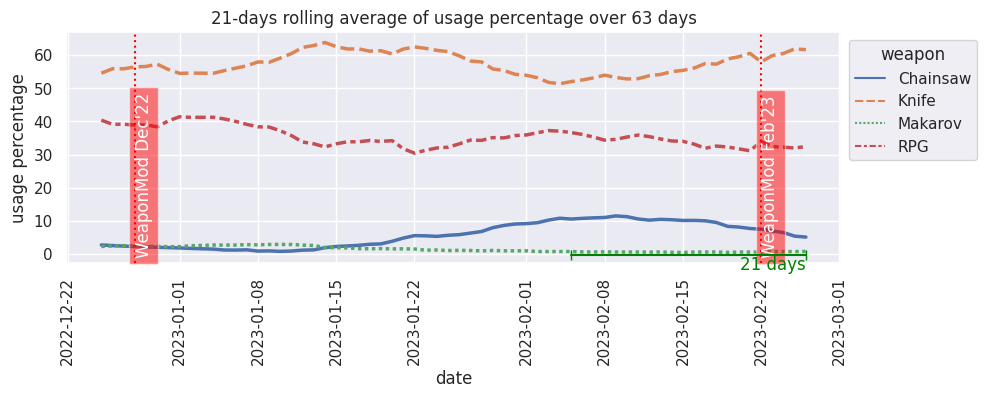 21-days rolling average of usage percentage over 63 days
usage percentage
60
50
40
30
20
10
0
WeaponMod Dec'22
WeaponMod Feb'23
21 days
2022-12-22
2023-01-01
2023-01-08
2023-01-15
2023-01-22
2023-02-01
2023-02-08
2023-02-15
2023-02-22
2023-03-01
date
weapon
Chainsaw
Knife
Makarov
RPG